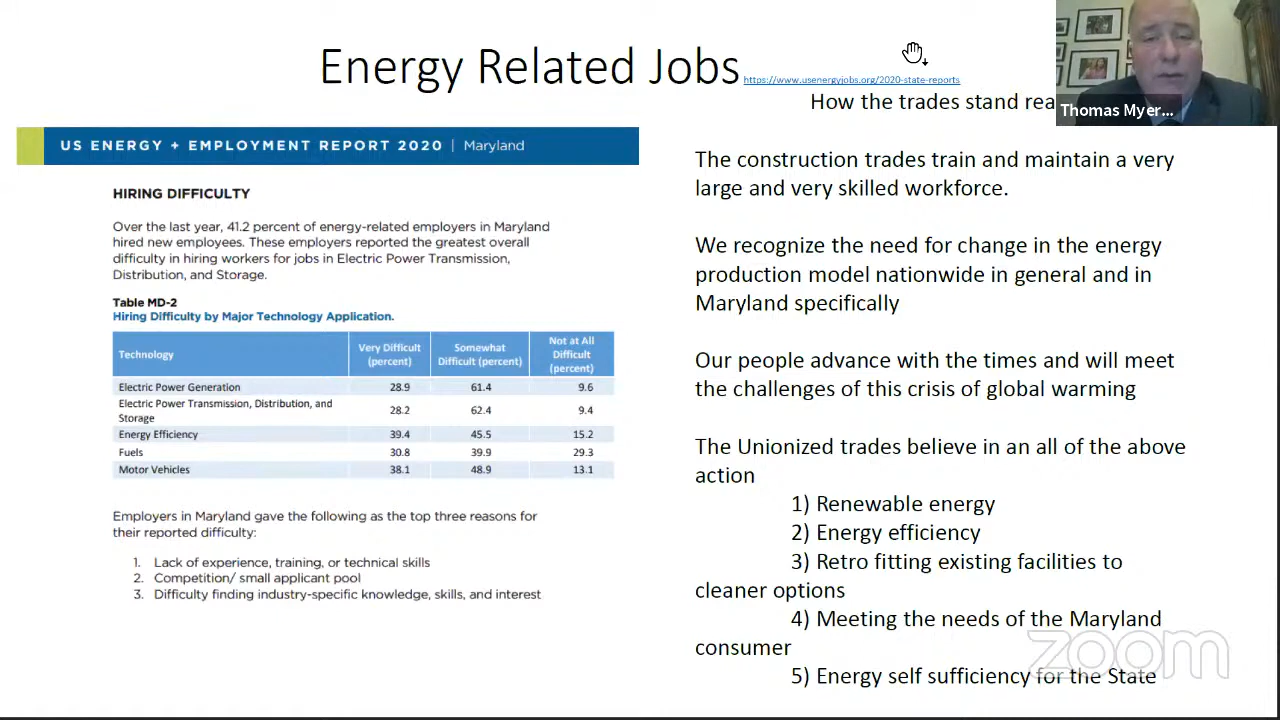 Energy Related Jobs
https://www.usenergyjobs.org/2020-state-reports
How the trades stand
Thomas Myer...
US ENERGY + EMPLOYMENT REPORT 2020 | Maryland
HIRING DIFFICULTY
Over the last year, 41.2 percent of energy-related employers in Maryland
hired new employees. These employers reported the greatest overall
difficulty in hiring workers for jobs in Electric Power Transmission,
Distribution, and Storage.
Table MD-2
Hiring Difficulty by Major Technology Application.
Technology Very Difficult (percent) Somewhat Difficult (percent) Not at All Difficult (percent)
Electric Power Generation 28.9 61.4 9.6
Electric Power Transmission, Distribution, and
Storage 28.2 62.4 9.4
Energy Efficiency 39.4 45.5 15.2
Fuels 30.8 39.9 29.3
Motor Vehicles 38.1 48.9 13.1
Employers in Maryland gave the following as the top three reasons for
their reported difficulty:
1. Lack of experience, training, or technical skills
2. Competition/ small applicant pool
3. Difficulty finding industry-specific knowledge, skills, and interest
The construction trades train and maintain a very
large and very skilled workforce.
We recognize the need for change in the energy
production model nationwide in general and in
Maryland specifically
Our people advance with the times and will meet
the challenges of this crisis of global warming
The Unionized trades believe in an all of the above
action
1) Renewable energy
2) Energy efficiency
3) Retro fitting existing facilities to
cleaner options
4) Meeting the needs of the Maryland
consumer
5) Energy self sufficiency for the State
zoom